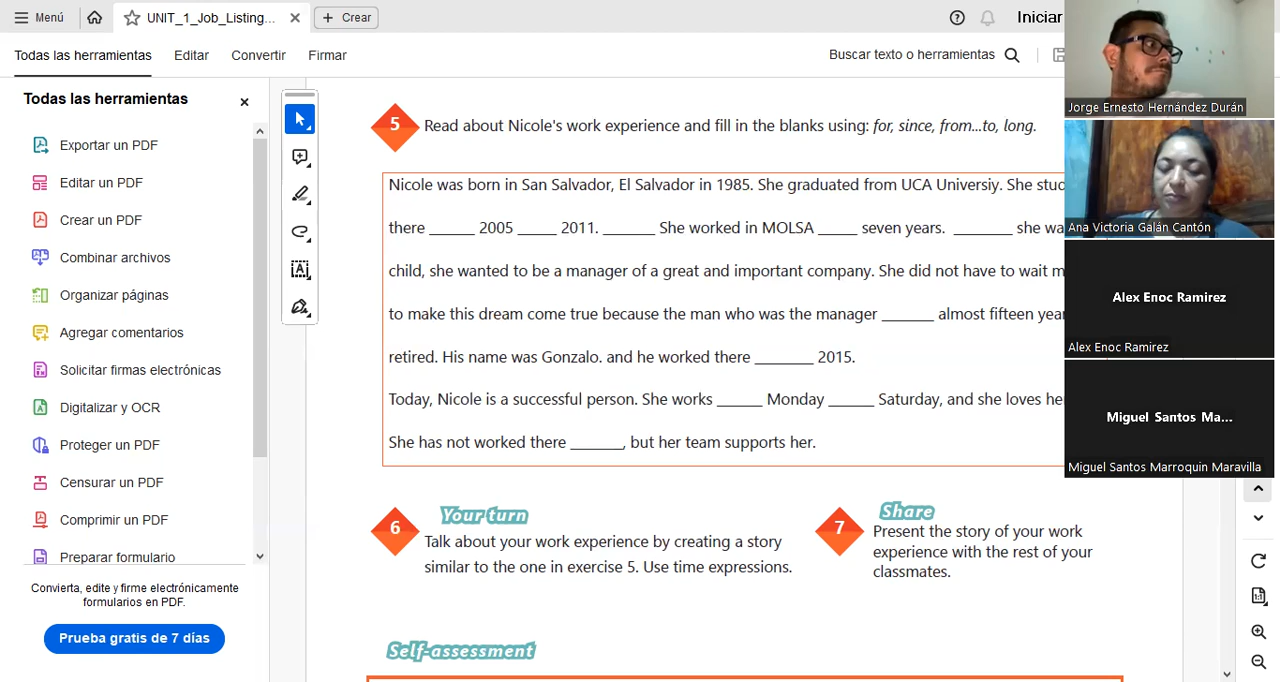 Menú
UNIT_1_Job_Listing...
Crear
Iniciar
Todas las herramientas
Editar
Convertir
Firmar
Buscar texto o herramientas
Todas las herramientas
Exportar un PDF
Editar un PDF
Crear un PDF
Combinar archivos
Organizar páginas
Agregar comentarios
Solicitar firmas electrónicas
Digitalizar y OCR
Proteger un PDF
Censurar un PDF
Comprimir un PDF
Preparar formulario
Convierta, edite y firme electrónicamente
formularios en PDF.
Prueba gratis de 7 días
5 Read about Nicole's work experience and fill in the blanks using: for, since, from...to, long.
Nicole was born in San Salvador, El Salvador in 1985. She graduated from UCA Universiy. She stud
there _____ 2005 _____ 2011. ______ She worked in MOLSA _____ seven years. _______ she wa
child, she wanted to be a manager of a great and important company. She did not have to wait m
to make this dream come true because the man who was the manager ______ almost fifteen year
retired. His name was Gonzalo. and he worked there _______ 2015.
Today, Nicole is a successful person. She works _____ Monday _____ Saturday, and she loves he
She has not worked there ______, but her team supports her.
6 Your turn
Talk about your work experience by creating a story
similar to the one in exercise 5. Use time expressions.
7 Share
Present the story of your work
experience with the rest of your
classmates.
Self-assessment
Jorge Ernesto Hernández Durán
Ana Victoria Galán Cantón
Alex Enoc Ramirez
Alex Enoc Ramirez
Miguel Santos Ma...
Miguel Santos Marroquin Maravilla